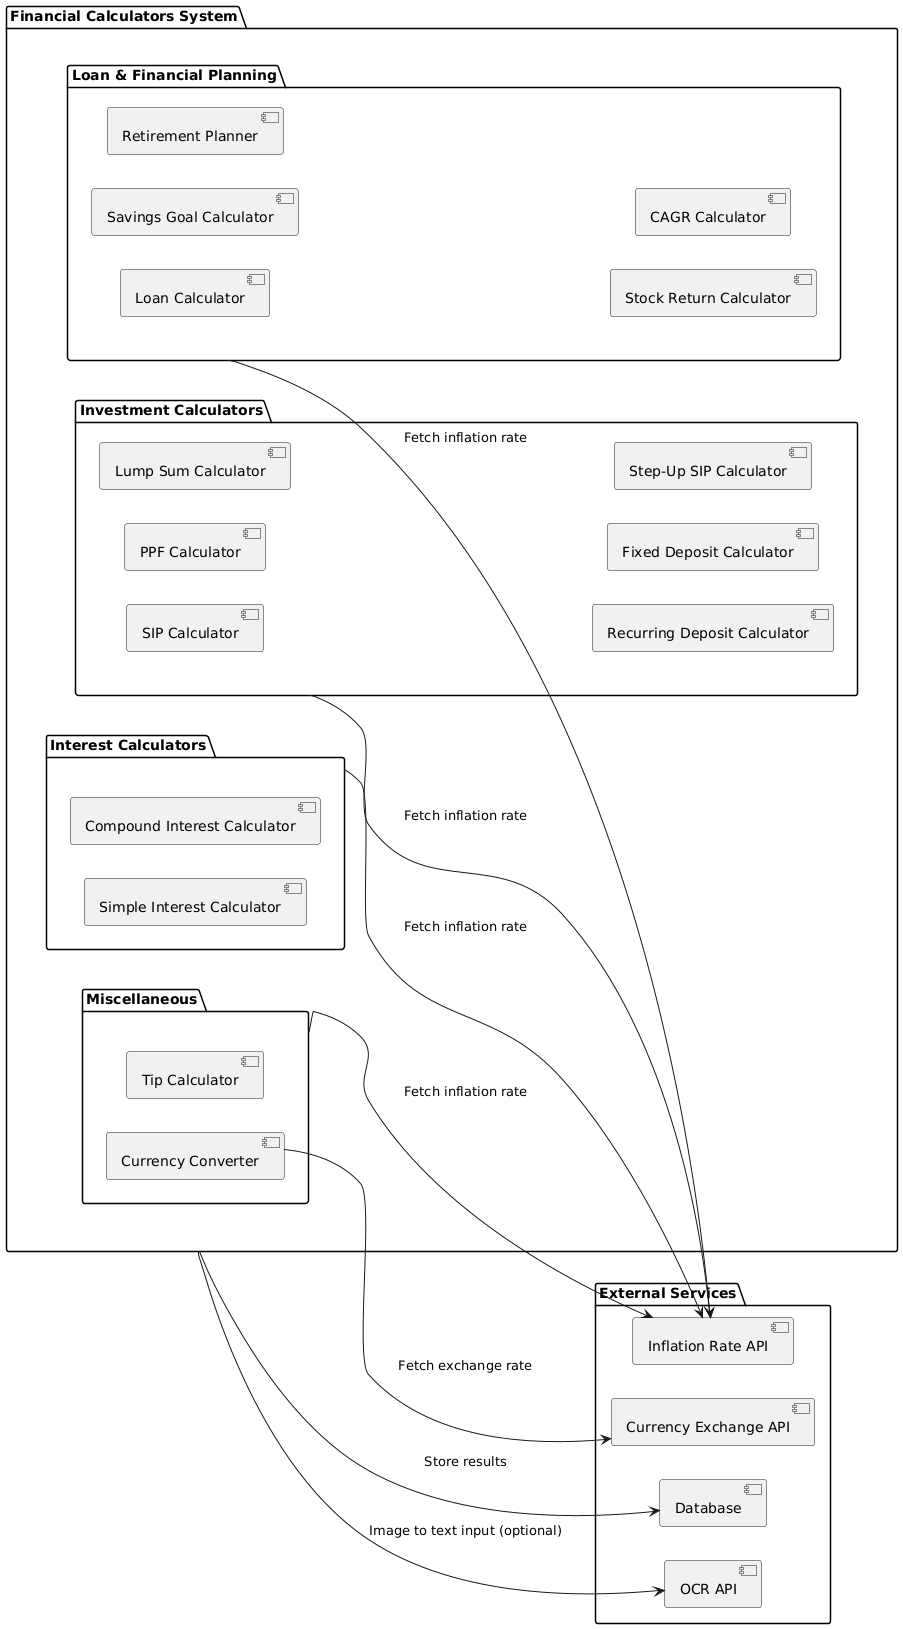 Financial Calculators System
Loan & Financial Planning
Retirement Planner
Savings Goal Calculator
CAGR Calculator
Loan Calculator
Stock Return Calculator
Investment Calculators
Fetch inflation rate
Lump Sum Calculator
Step-Up SIP Calculator
PPF Calculator
Fixed Deposit Calculator
SIP Calculator
Recurring Deposit Calculator
Interest Calculators
Fetch inflation rate
Compound Interest Calculator
Simple Interest Calculator
Fetch inflation rate
Miscellaneous
Tip Calculator
Fetch inflation rate
Currency Converter
External Services
Inflation Rate API
Fetch exchange rate
Currency Exchange API
Store results
Database
Image to text input (optional)
OCR API